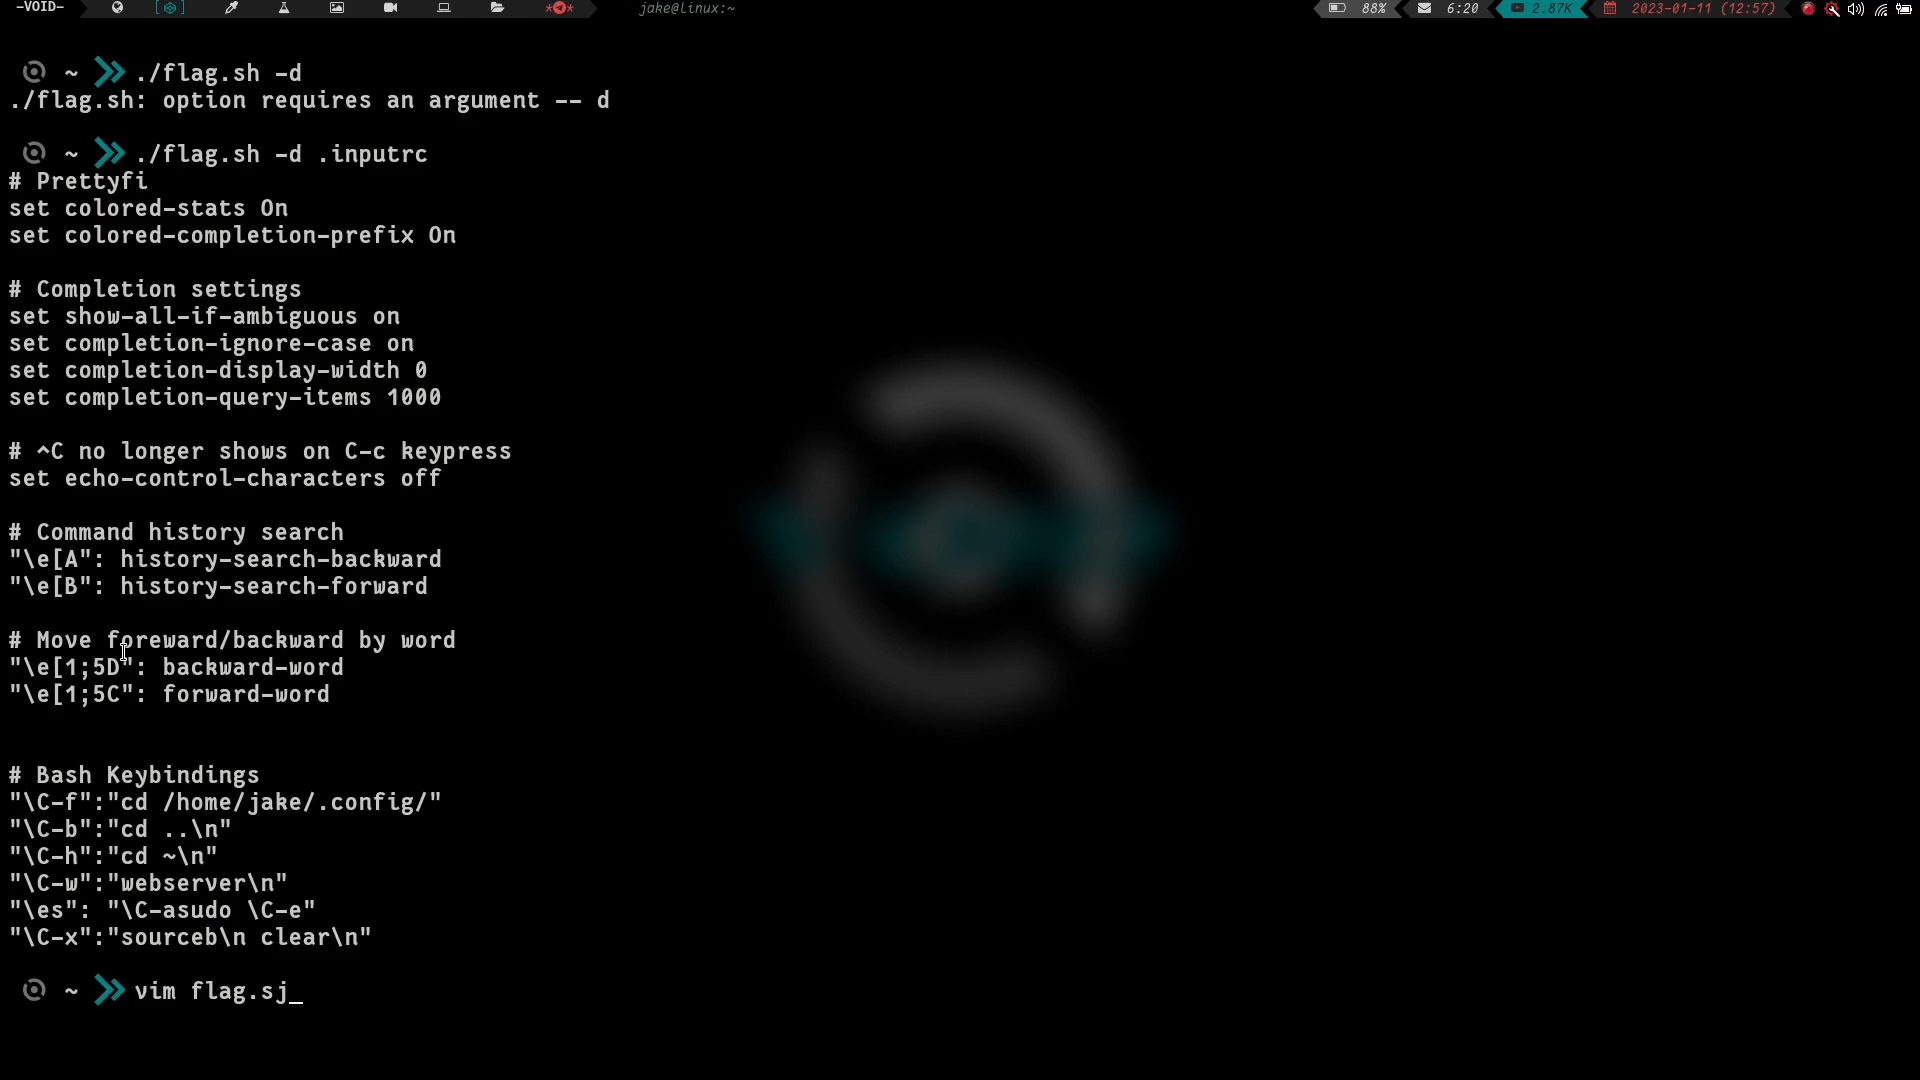 -VOID-
jake@linux:~
88%
6:20
2.87K
2023-01-11 (12:57)
~ ./flag.sh -d
./flag.sh: option requires an argument -- d
~ ./flag.sh -d .inputrc
# Prettyfi
set colored-stats On
set colored-completion-prefix On
# Completion settings
set show-all-if-ambiguous on
set completion-ignore-case on
set completion-display-width 0
set completion-query-items 1000
# ^C no longer shows on C-c keypress
set echo-control-characters off
# Command history search
"\e[A": history-search-backward
"\e[B": history-search-forward
# Move foreward/backward by word
"\e[1;5D": backward-word
"\e[1;5C": forward-word
# Bash Keybindings
"\C-f":"cd /home/jake/.config/"
"\C-b":"cd ..\n"
"\C-h":"cd ~\n"
"\C-w":"webserver\n"
"\es": "\C-asudo \C-e"
"\C-x":"sourceb\n clear\n"
~ vim flag.sj_